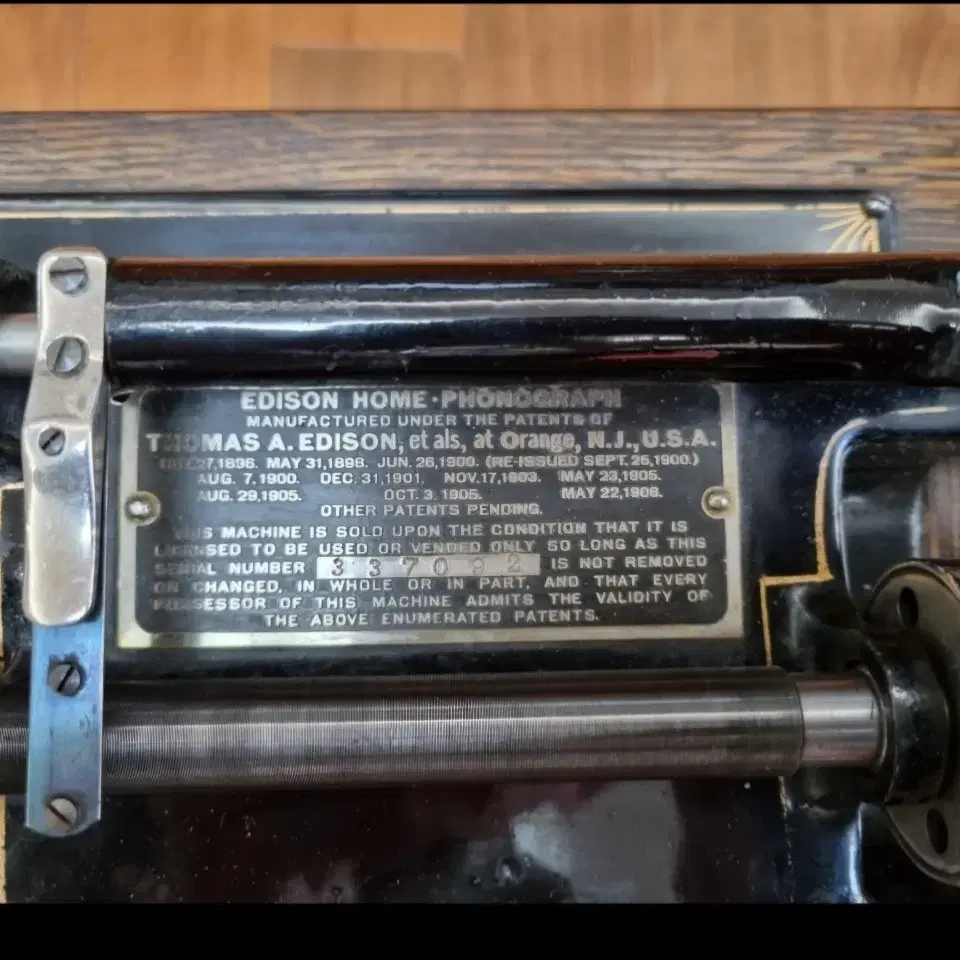 EDISON HOME PHONOGRAPH
MANUFACTURED UNDER THE PATENTS OF
THOMAS A. EDISON, et als, at Orange, N.J., U.S.A.
27,1896. MAY 31,1898. JUN. 26,1900. (RE-ISSUED SEPT. 25,1900.)
AUG. 7, 1900. DEC. 31,1901. NOV. 17,1903. MAY 23,1905.
AUG. 29,1905. OCT. 3. 1905. MAY 22,1906.
OTHER PATENTS PENDING.
THIS MACHINE IS SOLD UPON THE CONDITION THAT IT IS
LICENSED TO BE USED OR VENDED ONLY SO LONG AS THIS
SERIAL NUMBER 337092 IS NOT REMOVED
OR CHANGED, IN WHOLE OR IN PART, AND THAT EVERY
POSSESSOR OF THIS MACHINE ADMITS THE VALIDITY OF
THE ABOVE ENUMERATED PATENTS.